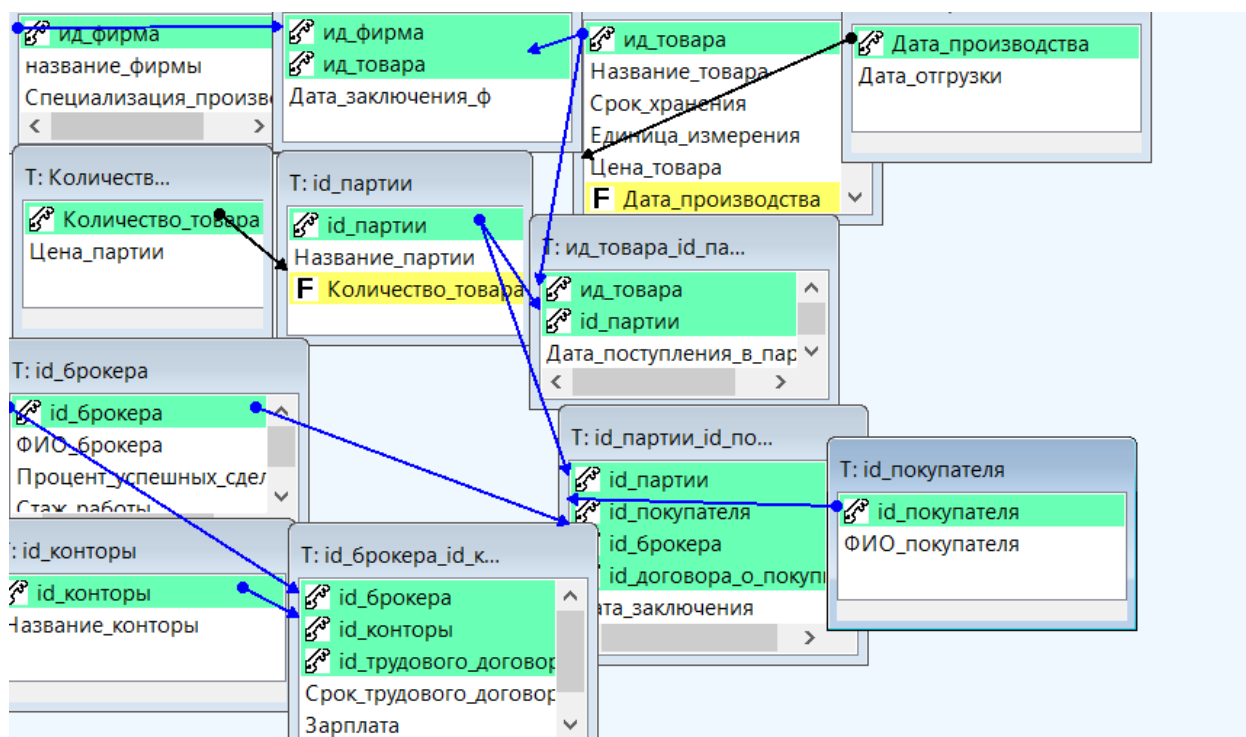 ид_фирма
название_фирмы
Специализация_произв
ид_фирма
ид_товара
Дата_заключения_ф
ид_товара
Название_товара
Срок_хранения
Единица_измерения
Цена_товара
F Дата_производства
Дата_производства
Дата_отгрузки
T: Количеств...
Количество_товара
Цена_партии
T: id_партии
id_партии
Название_партии
F Количество_товара
T: ид_товара_id_па...
ид_товара
id_партии
Дата_поступления_в_пар
T: id_брокера
id_брокера
ФИО_брокера
Процент_успешных_сдел
Стаж_работы
T: id_партии_id_по...
id_партии
id_покупателя
id_брокера
id_договора_о_покупк
ата_заключения
T: id_покупателя
id_покупателя
ФИО_покупателя
: id_конторы
id_конторы
Название_конторы
T: id_брокера_id_к...
id_брокера
id_конторы
id_трудового_договор
Срок_трудового_договор
Зарплата